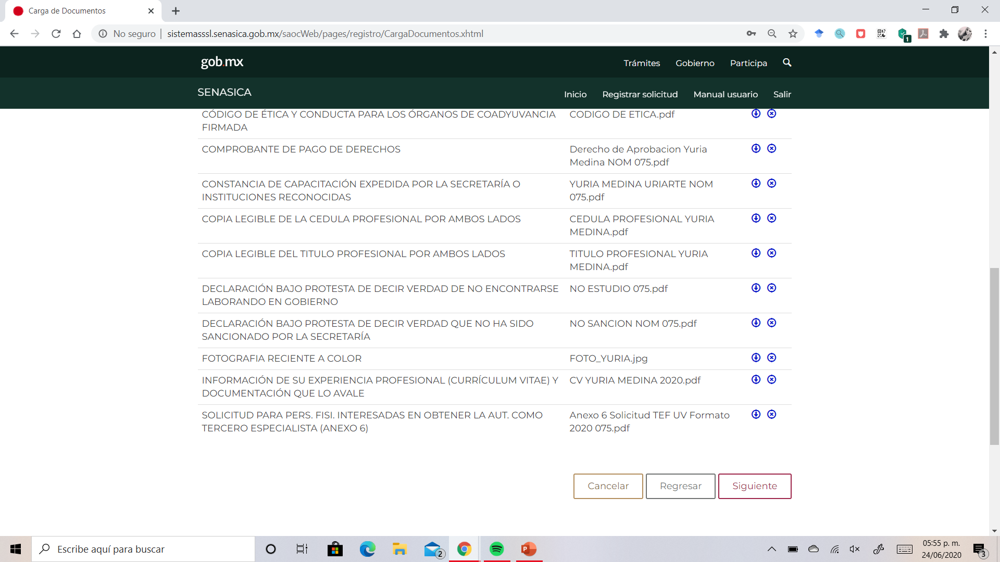 Carga de Documentos
No seguro
sistemasssl.senasica.gob.mx/saocWeb/pages/registro/CargaDocumentos.xhtml
1
gob.mx
Trámites
Gobierno
Participa
SENASICA
Inicio
Registrar solicitud
Manual usuario
Salir
CÓDIGO DE ÉTICA Y CONDUCTA PARA LOS ÓRGANOS DE COADYUVANCIA
FIRMADA
CODIGO DE ETICA.pdf
COMPROBANTE DE PAGO DE DERECHOS
Derecho de Aprobacion Yuria
Medina NOM 075.pdf
CONSTANCIA DE CAPACITACIÓN EXPEDIDA POR LA SECRETARÍA O
INSTITUCIONES RECONOCIDAS
YURIA MEDINA URIARTE NOM
075.pdf
COPIA LEGIBLE DE LA CEDULA PROFESIONAL POR AMBOS LADOS
CEDULA PROFESIONAL YURIA
MEDINA.pdf
COPIA LEGIBLE DEL TITULO PROFESIONAL POR AMBOS LADOS
TITULO PROFESIONAL YURIA
MEDINA.pdf
DECLARACIÓN BAJO PROTESTA DE DECIR VERDAD DE NO ENCONTRARSE
LABORANDO EN GOBIERNO
NO ESTUDIO 075.pdf
DECLARACIÓN BAJO PROTESTA DE DECIR VERDAD QUE NO HA SIDO
SANCIONADO POR LA SECRETARÍA
NO SANCION NOM 075.pdf
FOTOGRAFIA RECIENTE A COLOR
FOTO_YURIA.jpg
INFORMACIÓN DE SU EXPERIENCIA PROFESIONAL (CURRÍCULUM VITAE) Y
DOCUMENTACIÓN QUE LO AVALE
CV YURIA MEDINA 2020.pdf
SOLICITUD PARA PERS. FISI. INTERESADAS EN OBTENER LA AUT. COMO
TERCERO ESPECIALISTA (ANEXO 6)
Anexo 6 Solicitud TEF UV Formato
2020 075.pdf
Cancelar
Regresar
Siguiente
Escribe aquí para buscar
2
05:55 p. m.
24/06/2020
3